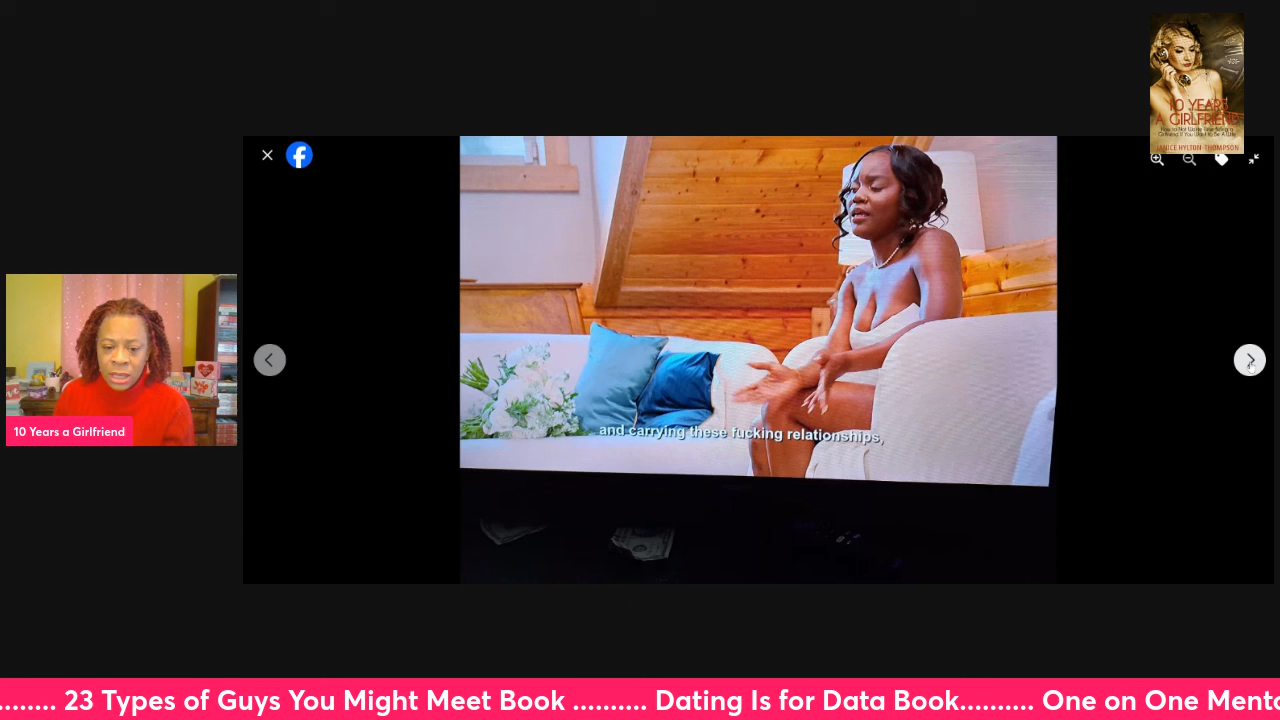 10 YEARS
A GIRLFRIEND
JANICE HYLTON-THOMPSON
10 Years a Girlfriend
and carrying these fucking relationships,
........ 23 Types of Guys You Might Meet Book .......... Dating Is for Data Book.......... One on One Mento